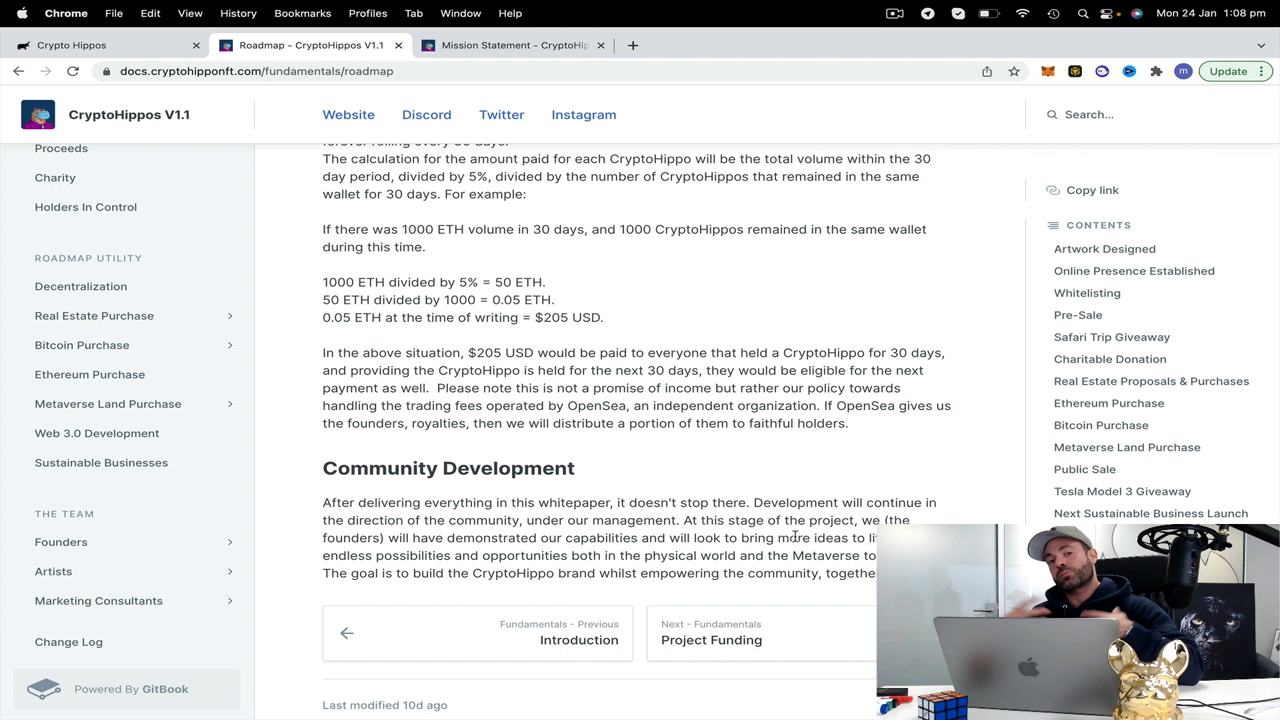 Chrome File Edit View History Bookmarks Profiles Tab Window Help Mon 24 Jan 1:08 pm
Crypto Hippos
Roadmap - CryptoHippos V1.1
Mission Statement - CryptoHip
docs.cryptohipponft.com/fundamentals/roadmap
m
Update
CryptoHippos V1.1
Website Discord Twitter Instagram
Search...
Proceeds
Charity
Holders In Control
ROADMAP UTILITY
Decentralization
Real Estate Purchase
Bitcoin Purchase
Ethereum Purchase
Metaverse Land Purchase
Web 3.0 Development
Sustainable Businesses
THE TEAM
Founders
Artists
Marketing Consultants
Change Log
Powered By GitBook
The calculation for the amount paid for each CryptoHippo will be the total volume within the 30
day period, divided by 5%, divided by the number of CryptoHippos that remained in the same
wallet for 30 days. For example:
If there was 1000 ETH volume in 30 days, and 1000 CryptoHippos remained in the same wallet
during this time.
1000 ETH divided by 5% = 50 ETH.
50 ETH divided by 1000 = 0.05 ETH.
0.05 ETH at the time of writing = $205 USD.
In the above situation, $205 USD would be paid to everyone that held a CryptoHippo for 30 days,
and providing the CryptoHippo is held for the next 30 days, they would be eligible for the next
payment as well. Please note this is not a promise of income but rather our policy towards
handling the trading fees operated by OpenSea, an independent organization. If OpenSea gives us
the founders, royalties, then we will distribute a portion of them to faithful holders.
Community Development
After delivering everything in this whitepaper, it doesn't stop there. Development will continue in
the direction of the community, under our management. At this stage of the project, we (the
founders) will have demonstrated our capabilities and will look to bring more ideas to
endless possibilities and opportunities both in the physical world and the Metaverse to
The goal is to build the CryptoHippo brand whilst empowering the community,
Fundamentals - Previous
Introduction
Next - Fundamentals
Project Funding
Last modified 10d ago
Copy link
CONTENTS
Artwork Designed
Online Presence Established
Whitelisting
Pre-Sale
Safari Trip Giveaway
Charitable Donation
Real Estate Proposals & Purchases
Ethereum Purchase
Bitcoin Purchase
Metaverse Land Purchase
Public Sale
Tesla Model 3 Giveaway
Next Sustainable Business Launch